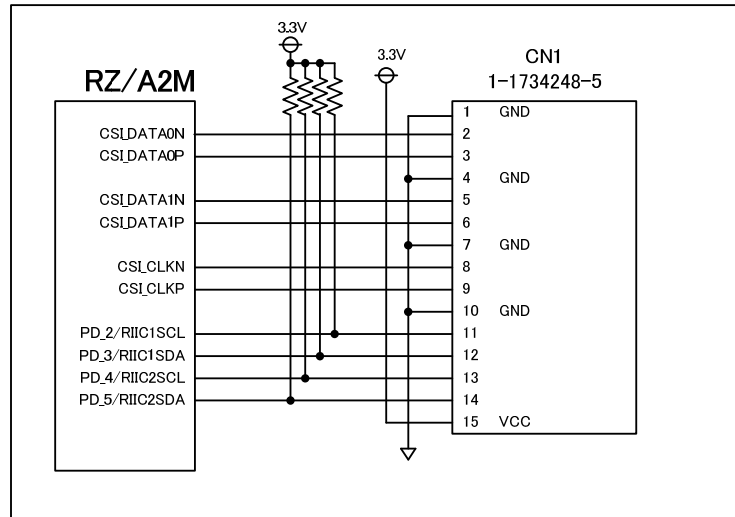 3.3V
3.3V
RZ/A2M
CN1
1-1734248-5
1 GND
CSI_DATA0N 2
CSI_DATA0P 3
4 GND
CSI_DATA1N 5
CSI_DATA1P 6
7 GND
CSI_CLKN 8
CSI_CLKP 9
10 GND
PD_2/RIIC1SCL 11
PD_3/RIIC1SDA 12
PD_4/RIIC2SCL 13
PD_5/RIIC2SDA 14
15 VCC